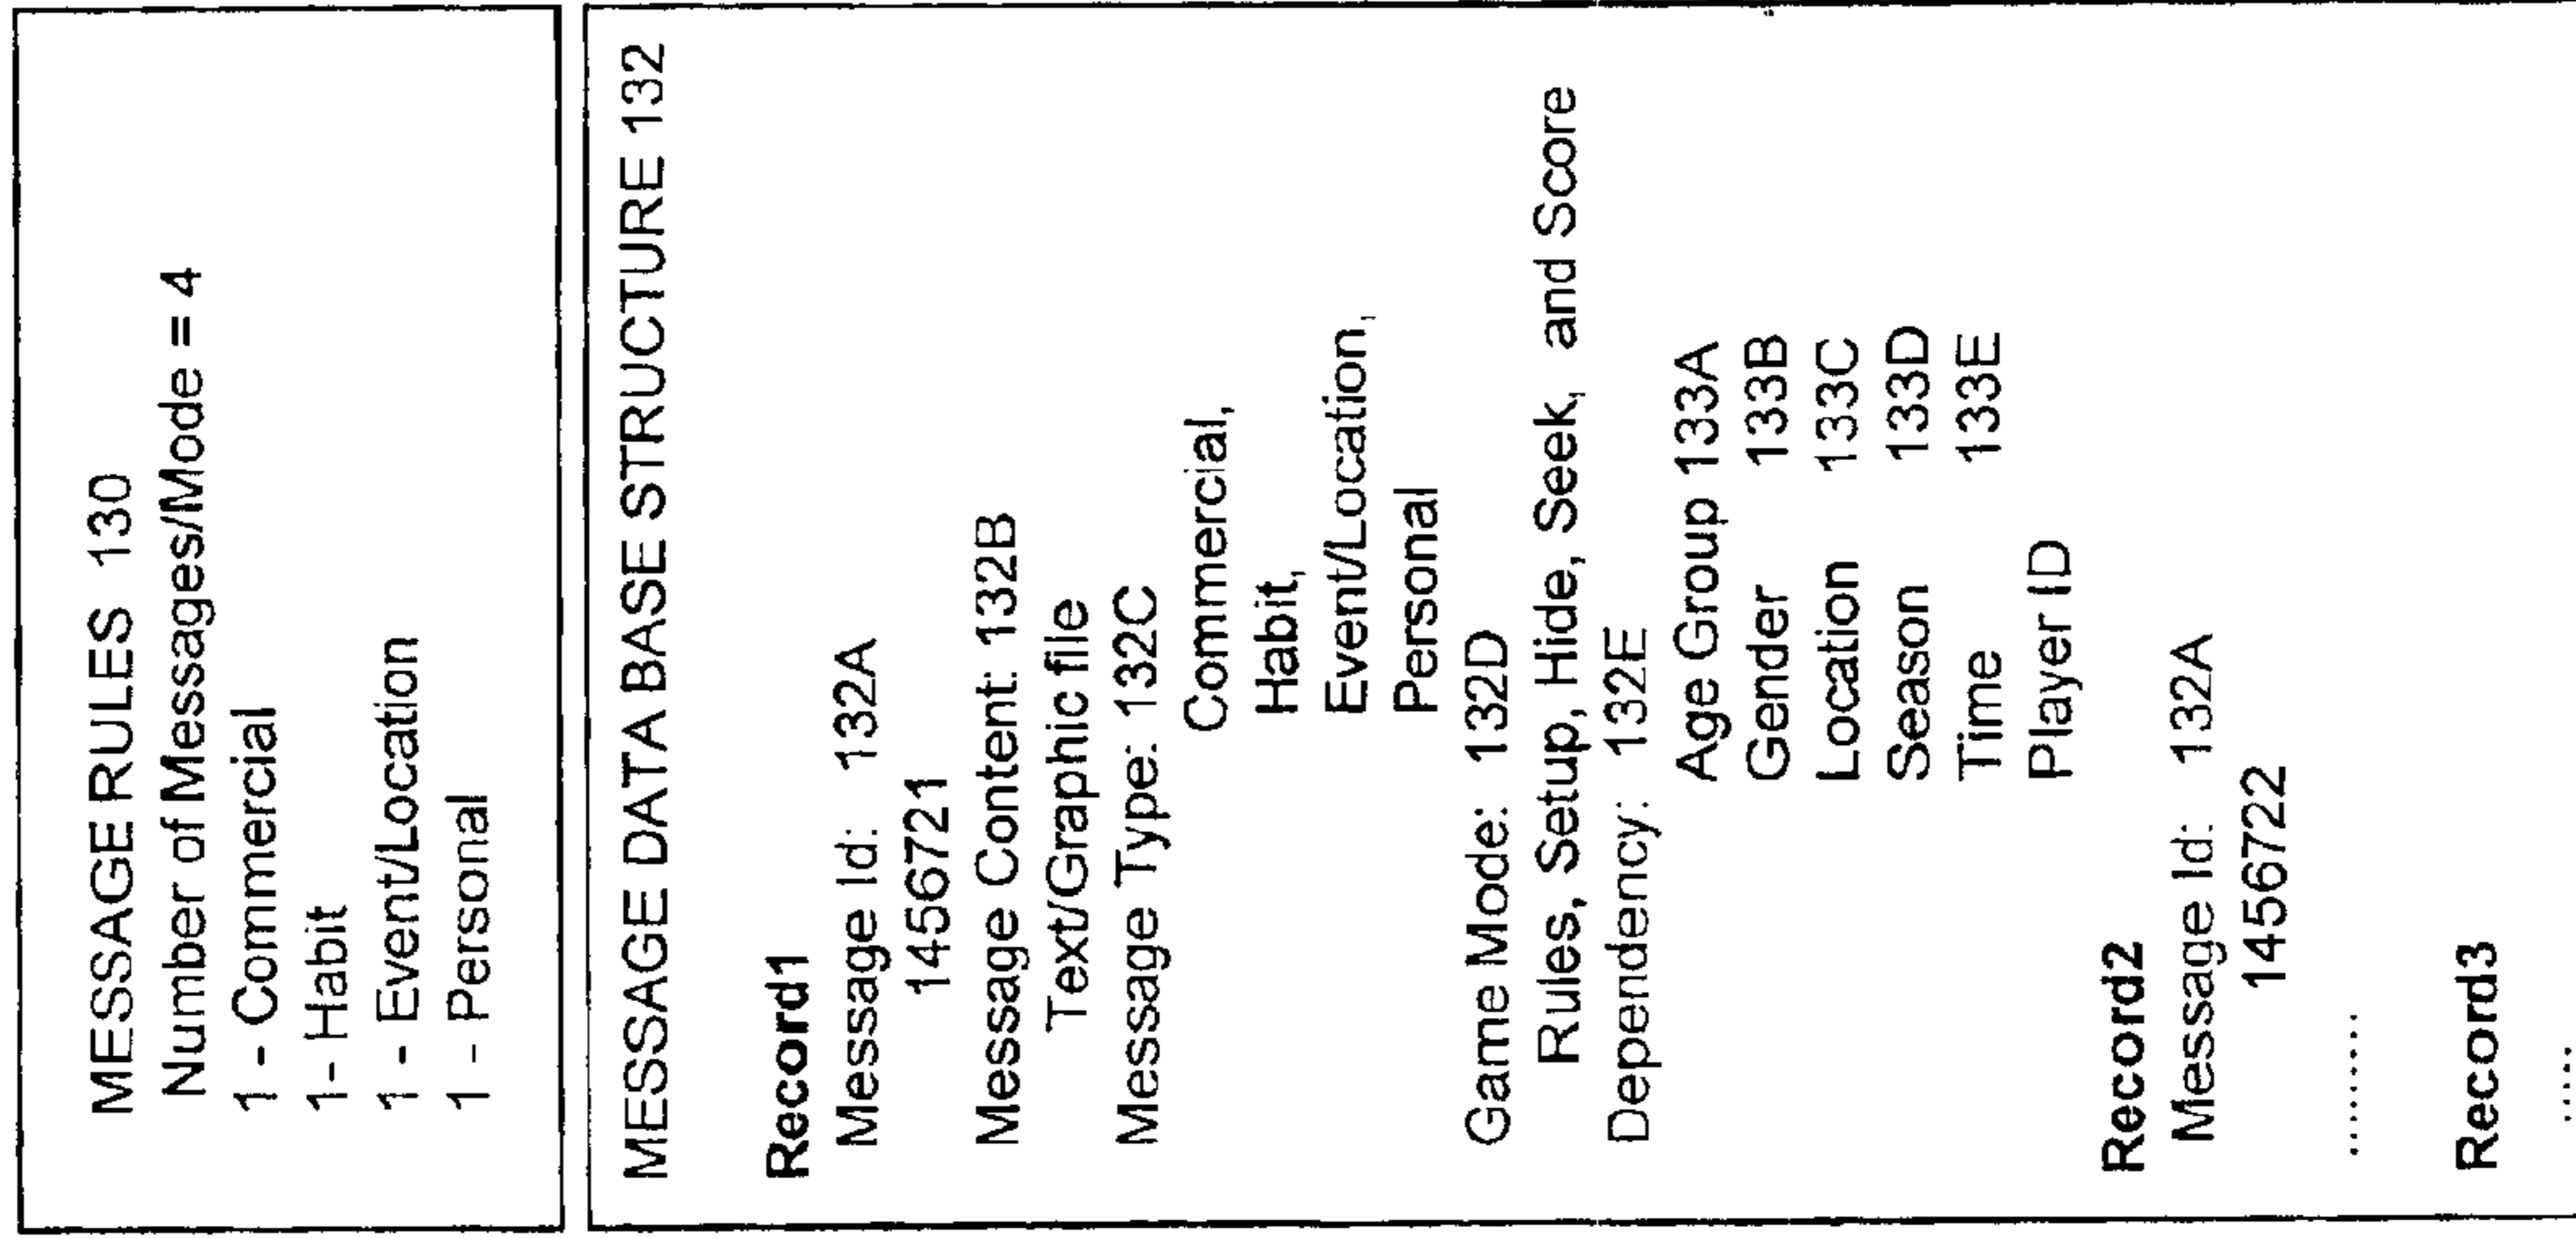 MESSAGE RULES 130
Number of Messages/Mode = 4
1 - Commercial
1- Habit
1 - Event/Location
1 - Personal
MESSAGE DATA BASE STRUCTURE 132
Record1
Message Id: 132A
1456721
Message Content: 132B
Text/Graphic file
Message Type: 132C
Commercial,
Habit,
Event/Location,
Personal
Game Mode: 132D
Rules, Setup, Hide, Seek, and Score
Dependency: 132E
Age Group 133A
Gender 133B
Location 133C
Season 133D
Time 133E
Player ID
Record2
Message Id: 132A
1456722
........
Record3
.....